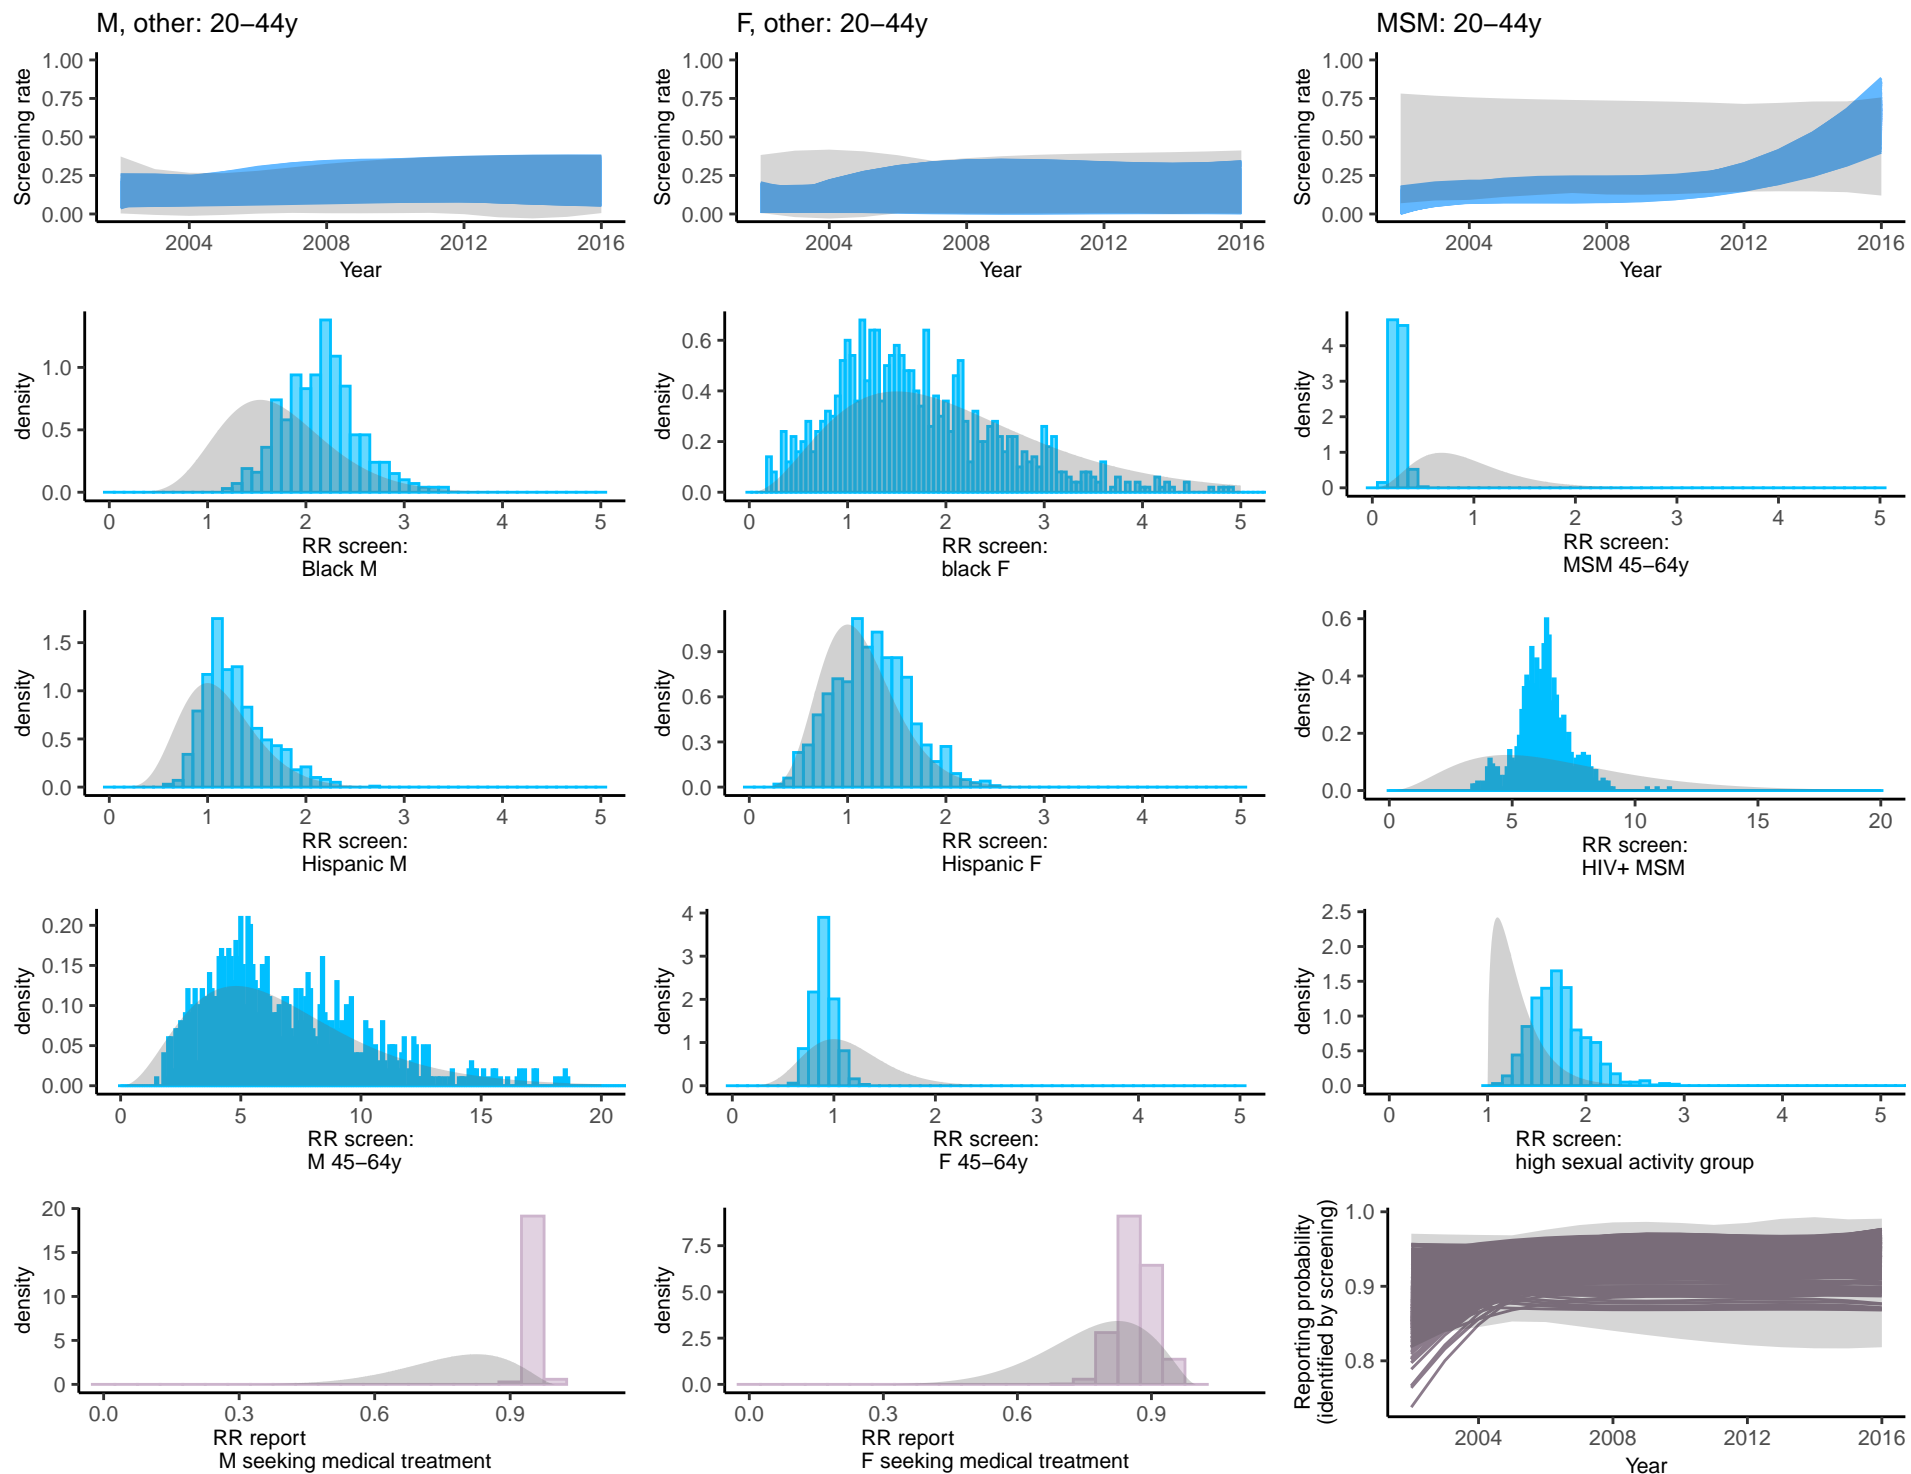 M, other: 20−44y
Screening rate
1.00
0.75
0.50
0.25
0.00
2004 2008 2012 2016
Year
F, other: 20−44y
Screening rate
1.00
0.75
0.50
0.25
0.00
2004 2008 2012 2016
Year
MSM: 20−44y
Screening rate
1.00
0.75
0.50
0.25
0.00
2004 2008 2012 2016
Year
density
1.0
0.5
0.0
0 1 2 3 4 5
RR screen:
Black M
density
0.6
0.4
0.2
0.0
0 1 2 3 4 5
RR screen:
black F
density
4
3
2
1
0
0 1 2 3 4 5
RR screen:
MSM 45−64y
density
1.5
1.0
0.5
0.0
0 1 2 3 4 5
RR screen:
Hispanic M
density
0.9
0.6
0.3
0.0
0 1 2 3 4 5
RR screen:
Hispanic F
density
0.6
0.4
0.2
0.0
0 5 10 15 20
RR screen:
HIV+ MSM
density
0.20
0.15
0.10
0.05
0.00
0 5 10 15 20
RR screen:
M 45−64y
density
4
3
2
1
0
0 1 2 3 4 5
RR screen:
F 45−64y
density
2.5
2.0
1.5
1.0
0.5
0.0
0 1 2 3 4 5
RR screen:
high sexual activity group
density
20
15
10
5
0
0.0 0.3 0.6 0.9
RR report
M seeking medical treatment
density
7.5
5.0
2.5
0.0
0.0 0.3 0.6 0.9
RR report
F seeking medical treatment
Reporting probability
(identified by screening)
1.0
0.9
0.8
2004 2008 2012 2016
Year